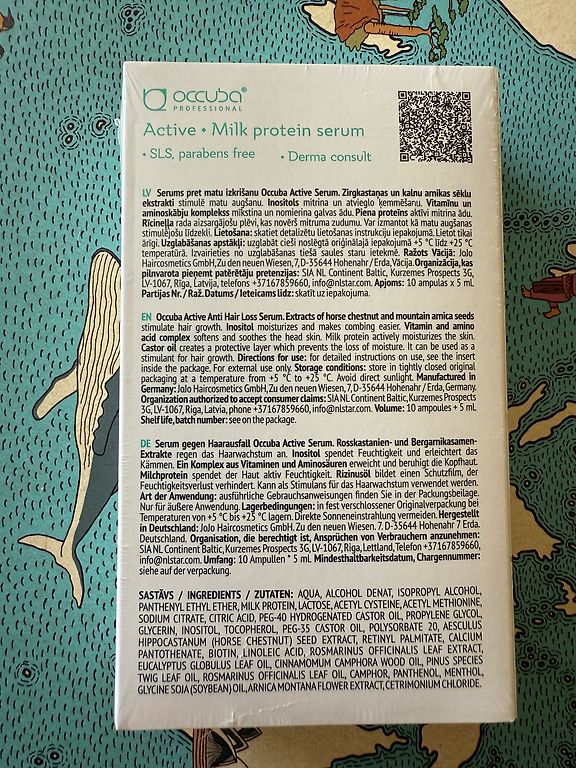 occuba®
PROFESSIONAL
Active • Milk protein serum
• SLS, parabens free • Derma consult
LV Serums pret matu izkrišanu Occuba Active Serum. Zirgkastaņas un kalnu arnikas sēklu
ekstrakti stimulē matu augšanu. Inositols mitrina un atvieglo ķemmēšanu. Vitamīnu un
aminoskābju komplekss mīkstina un nomierina galvas ādu. Piena proteīns aktīvi mitrina ādu.
Rīcineļļa rada aizsargājošu plēvi, kas novērš mitruma zudumu. Var izmantot kā matu augšanas
stimulējošu līdzekli. Lietošana: skatiet detalizētu lietošanas instrukciju iepakojumā. Lietot tikai
ārīgi. Uzglabāšanas apstākļi: uzglabāt cieši noslēgtā oriģinālajā iepakojumā +5 °C līdz +25 °C
temperatūrā. Izvairieties no uzglabāšanas tiešā saules staru ietekmē. Ražots Vācijā: JoJo
Haircosmetics GmbH, Zu den neuen Wiesen, 7, D-35644 Hohenahr / Erda, Vācija. Organizācija, kas
pilnvarota pieņemt patērētāju pretenzijas: SIA NL Continent Baltic, Kurzemes Prospects 3G,
LV-1067, Rīga, Latvija, telefons +37167859660, info@nlstar.com. Apjoms: 10 ampulas x 5 mL
Partijas Nr. / Raž. Datums / Ieteicams līdz: skatīt uz iepakojuma.
EN Occuba Active Anti Hair Loss Serum. Extracts of horse chestnut and mountain arnica seeds
stimulate hair growth. Inositol moisturizes and makes combing easier. Vitamin and amino
acid complex softens and soothes the head skin. Milk protein actively moisturizes the skin.
Castor oil creates a protective layer which prevents the loss of moisture. It can be used as a
stimulant for hair growth. Directions for use: for detailed instructions on use, see the insert
inside the package. For external use only. Storage conditions: store in tightly closed original
packaging at a temperature from +5 °C to +25 °C. Avoid direct sunlight. Manufactured in
Germany: JoJo Haircosmetics GmbH, Zu den neuen Wiesen, 7, D-35644 Hohenahr / Erda, Germany.
Organization authorized to accept consumer claims: SIA NL Continent Baltic, Kurzemes Prospects
3G, LV-1067, Riga, Latvia, phone +37167859660, info@nlstar.com. Volume: 10 ampoules + 5 mL
Shelf life, batch number: see on the package.
DE Serum gegen Haarausfall Occuba Active Serum. Rosskastanien- und Bergarnikasamen-
Extrakte regen das Haarwachstum an. Inositol spendet Feuchtigkeit und erleichtert das
Kämmen. Ein Komplex aus Vitaminen und Aminosäuren erweicht und beruhigt die Kopfhaut.
Milchprotein spendet der Haut aktiv Feuchtigkeit. Rizinusöl bildet einen Schutzfilm, der
Feuchtigkeitsverlust verhindert. Kann als Stimulans für das Haarwachstum verwendet werden.
Art der Anwendung: ausführliche Gebrauchsanweisungen finden Sie in der Packungsbeilage.
Nur für äußere Anwendung. Lagerbedingungen: in fest verschlossener Originalverpackung bei
Temperaturen von +5 °C bis +25 °C lagern. Direkte Sonneneinstrahlung vermeiden. Hergestellt
in Deutschland: JoJo Haircosmetics GmbH. Zu den neuen Wiesen. 7. D-35644 Hohenahr 7 Erda.
Deutschland. Organisation, die berechtigt ist, Ansprüchen von Verbrauchern anzunehmen:
SIA NL Continent Baltic, Kurzemes Prospects 3G, LV-1067, Riga, Lettland, Telefon +37167859660,
info@nlstar.com. Umfang: 10 Ampullen * 5 mL. Mindesthaltbarkeitsdatum, Chargennummer:
siehe auf der verpackung.
SASTĀVS / INGREDIENTS / ZUTATEN: AQUA, ALCOHOL DENAT, ISOPROPYL ALCOHOL,
PANTHENYL ETHYL ETHER, MILK PROTEIN, LACTOSE, ACETYL CYSTEINE, ACETYL METHIONINE,
SODIUM CITRATE, CITRIC ACID, PEG-40 HYDROGENATED CASTOR OIL, PROPYLENE GLYCOL,
GLYCERIN, INOSITOL, TOCOPHEROL, PEG-35 CASTOR OIL, POLYSORBATE 20, AESCULUS
HIPPOCASTANUM (HORSE CHESTNUT) SEED EXTRACT, RETINYL PALMITATE, CALCIUM
PANTOTHENATE, BIOTIN, LINOLEIC ACID, ROSMARINUS OFFICINALIS LEAF EXTRACT,
EUCALYPTUS GLOBULUS LEAF OIL, CINNAMOMUM CAMPHORA WOOD OIL, PINUS SPECIES
TWIG LEAF OIL, ROSMARINUS OFFICINALIS LEAF OIL, CAMPHOR, PANTHENOL, MENTHOL,
GLYCINE SOJA (SOYBEAN) OIL, ARNICA MONTANA FLOWER EXTRACT, CETRIMONIUM CHLORIDE.